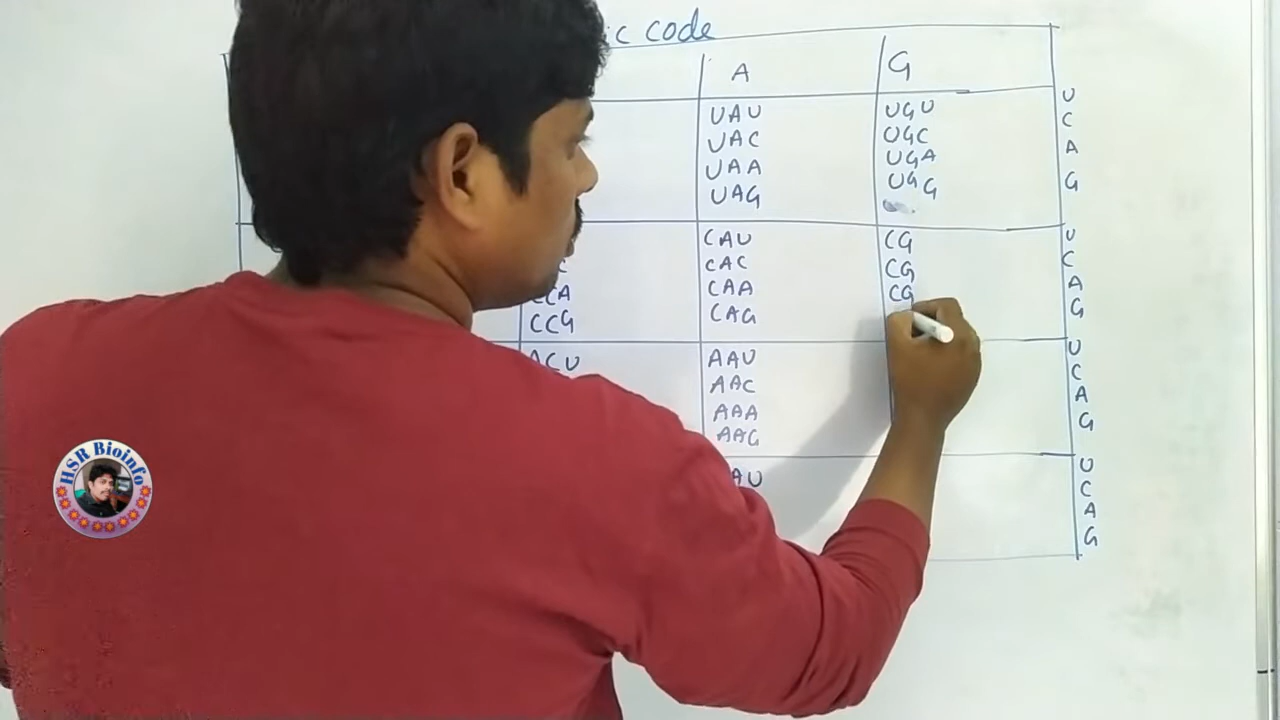 ic code
A G
UAU UGU U
UAC UGC C
UAA UGA A
UAG UGG G
CAU CG U
CAC CG C
CCA CAA CG A
CCG CAG G
ACU AAU U
AAC C
AAA A
AAG G
AU U
C
A
G
HSR Bioinfo